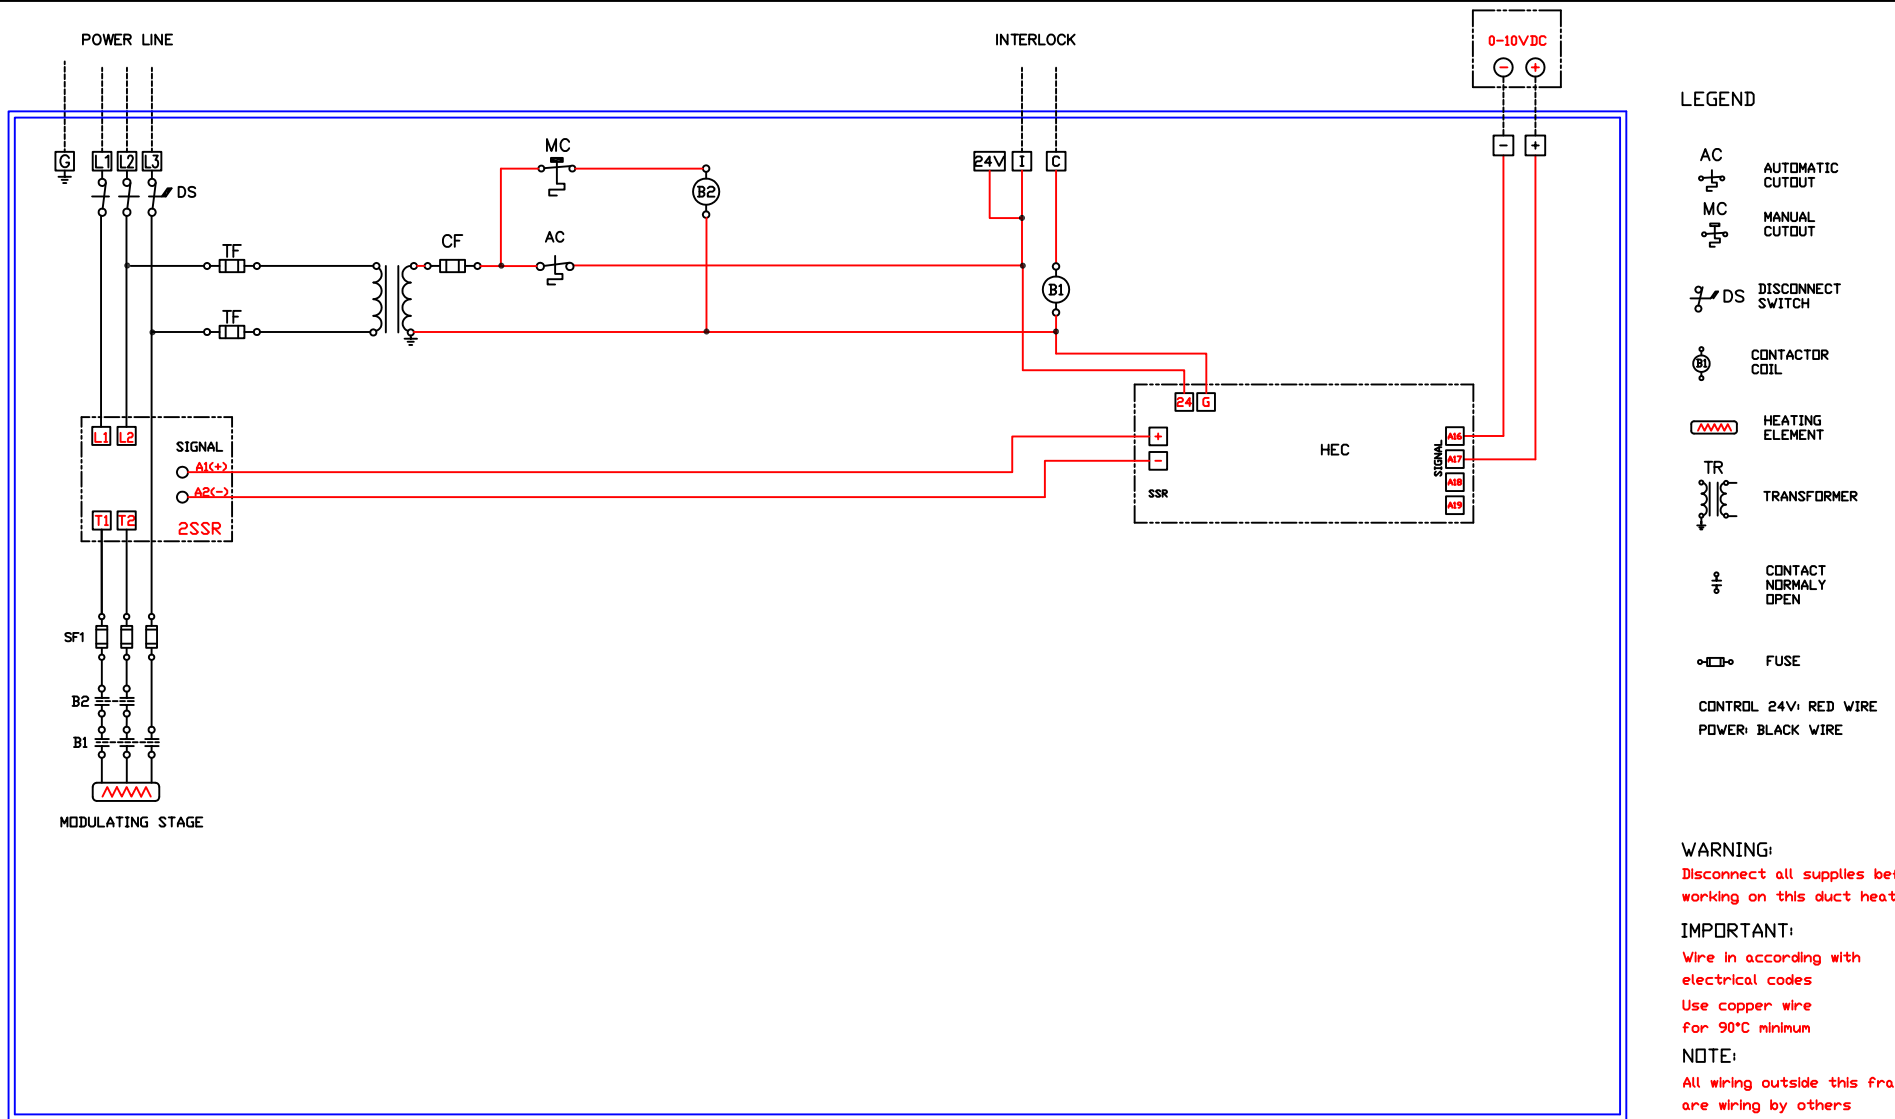 POWER LINE
INTERLOCK
0-10VDC
- +
LEGEND
G L1 L2 L3
DS
MC
B2
24V I C
- +
AC
AUTOMATIC
CUTOUT
MC
MANUAL
CUTOUT
TF
CF
AC
TF
B1
DS
DISCONNECT
SWITCH
B1
CONTACTOR
COIL
24 G
L1 L2
SIGNAL
A1(+)
A2(-)
T1 T2
2SSR
+
-
SSR
HEC
SIGNAL
A16
A17
A18
A19
HEATING
ELEMENT
TR
TRANSFORMER
CONTACT
NORMALY
OPEN
SF1
FUSE
B2
B1
MODULATING STAGE
CONTROL 24V: RED WIRE
POWER: BLACK WIRE
WARNING:
Disconnect all supplies
working on this duct
IMPORTANT:
Wire in according with
electrical codes
Use copper wire
for 90°C minimum
NOTE:
All wiring outside this
are wiring by others